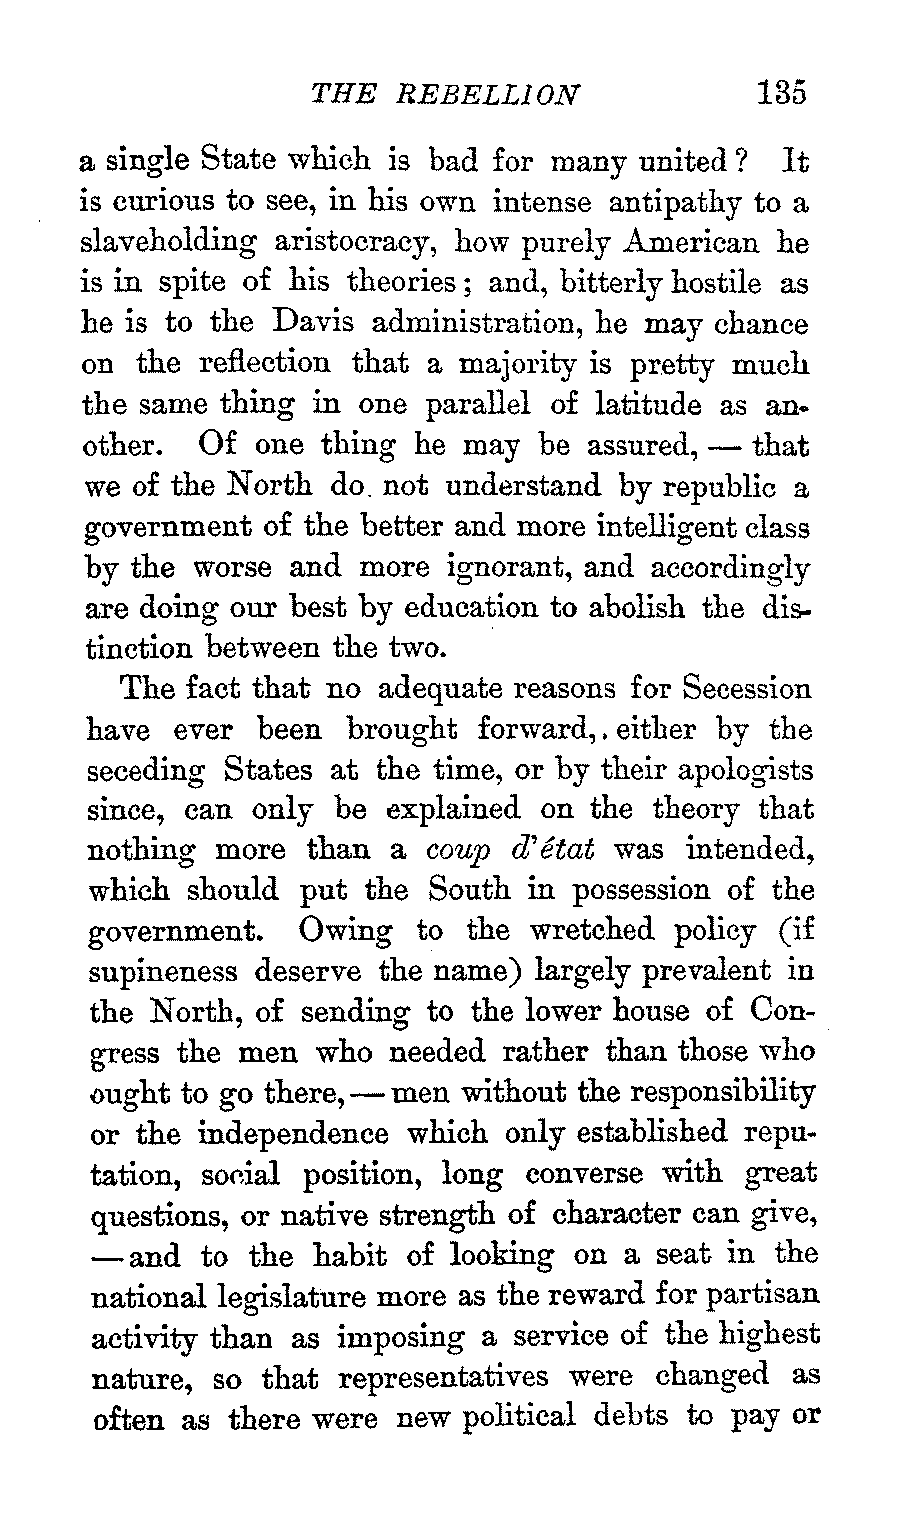 THE REBELLION 135
a single State which is bad for many united? It
is curious to see, in his own intense antipathy to a
slaveholding aristocracy, how purely American he
is in spite of his theories; and, bitterly hostile as
he is to the Davis administration, he may chance
on the reflection that a majority is pretty much
the same thing in one parallel of latitude as an-
other. Of one thing he may be assured, — that
we of the North do not understand by republic a
government of the better and more intelligent class
by the worse and more ignorant, and accordingly
are doing our best by education to abolish the dis-
tinction between the two.
The fact that no adequate reasons for Secession
have ever been brought forward, either by the
seceding States at the time, or by their apologists
since, can only be explained on the theory that
nothing more than a coup d'état was intended,
which should put the South in possession of the
government. Owing to the wretched policy (if
supineness deserve the name) largely prevalent in
the North, of sending to the lower house of Con-
gress the men who needed rather than those who
ought to go there, — men without the responsibility
or the independence which only established repu-
tation, social position, long converse with great
questions, or native strength of character can give,
— and to the habit of looking on a seat in the
national legislature more as the reward for partisan
activity than as imposing a service of the highest
nature, so that representatives were changed as
often as there were new political debts to pay or